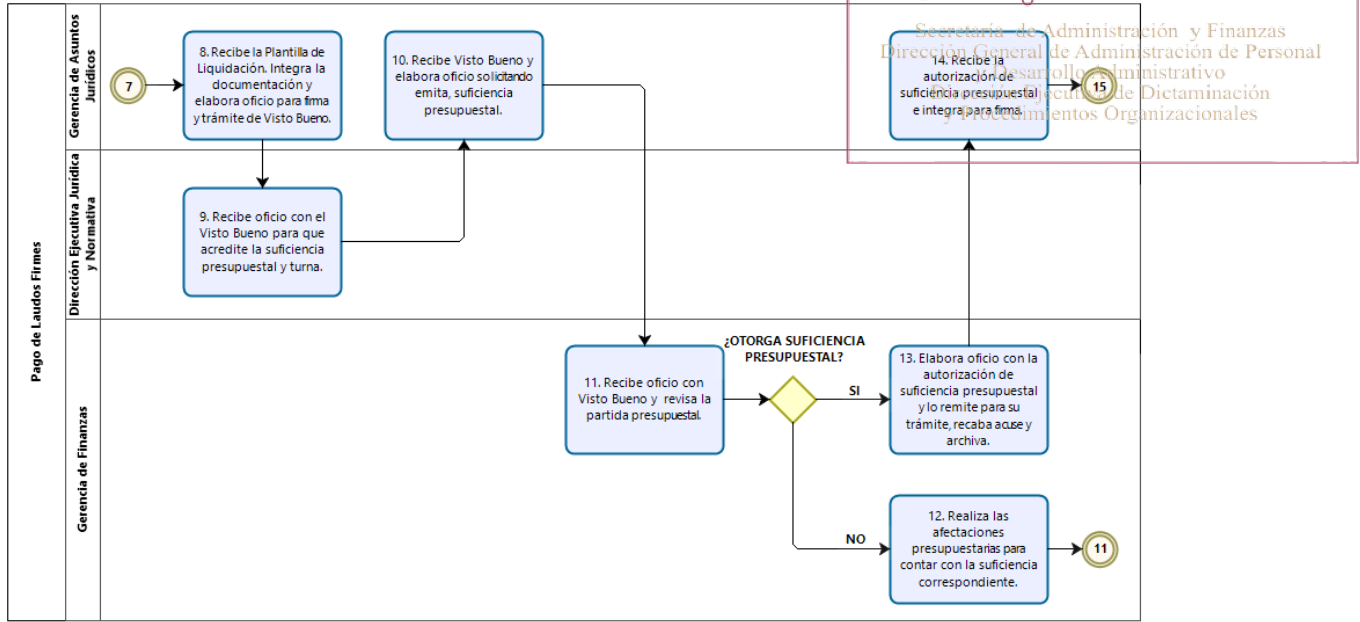 Secretaría de Administración y Finanzas
Dirección General de Administración de Personal
y Desarrollo Administrativo
Dirección Ejecutiva de Dictaminación
y Procedimientos Organizacionales
Pago de Laudos Firmes
Gerencia de Asuntos
Jurídicos
7
8. Recibe la Plantilla de
Liquidación. Integra la
documentación y
elabora oficio para firma
y trámite de Visto Bueno.
10. Recibe Visto Bueno y
elabora oficio solicitando
emita, suficiencia
presupuestal.
14. Recibe la
autorización de
suficiencia presupuestal
e integra para firma.
15
Dirección Ejecutiva Jurídica
y Normativa
9. Recibe oficio con el
Visto Bueno para que
acredite la suficiencia
presupuestal y turna.
Gerencia de Finanzas
11. Recibe oficio con
Visto Bueno y revisa la
partida presupuestal.
¿OTORGA SUFICIENCIA
PRESUPUESTAL?
SI
13. Elabora oficio con la
autorización de
suficiencia presupuestal
y lo remite para su
trámite, recaba acuse y
archiva.
NO
12. Realiza las
afectaciones
presupuestarias para
contar con la suficiencia
correspondiente.
11